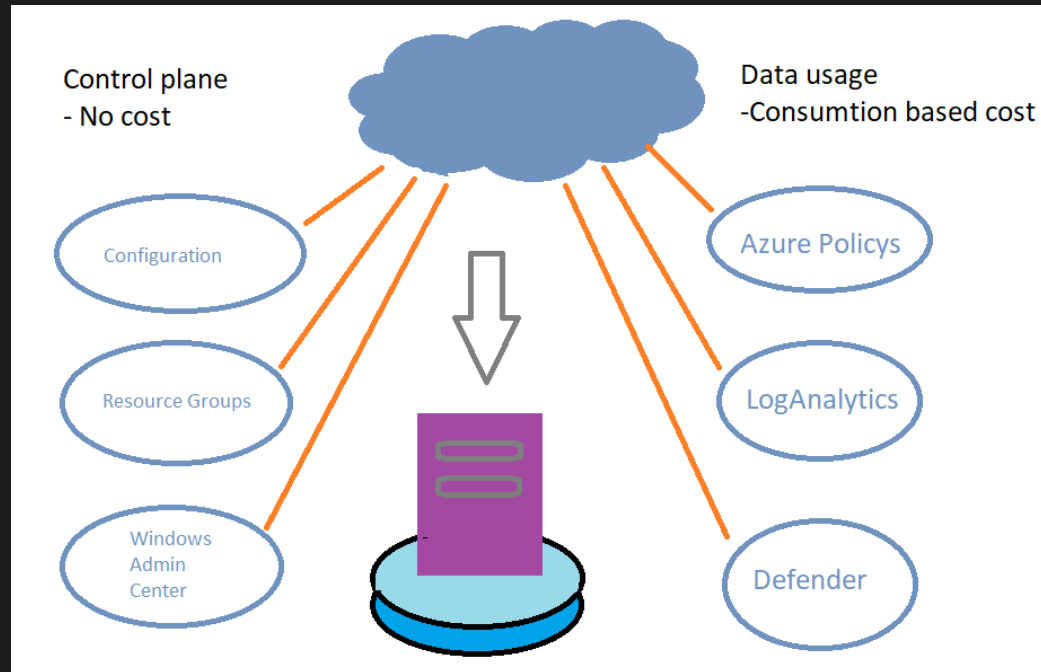 Control plane
- No cost
Data usage
-Consumtion based cost
Configuration
Azure Policys
Resource Groups
LogAnalytics
Windows
Admin
Center
Defender